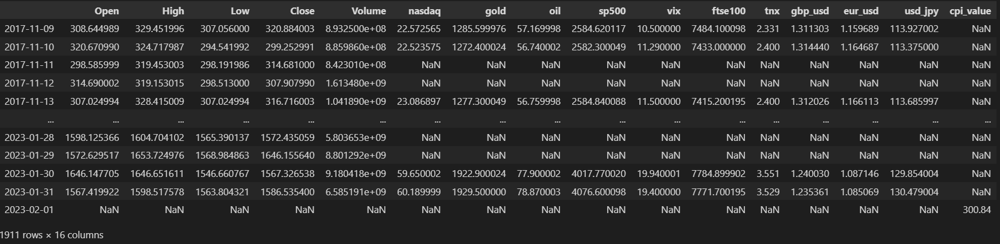 Open High Low Close Volume nasdaq gold oil sp500 vix ftse100 tnx gbp_usd eur_usd usd_jpy cpi_value
2017-11-09 308.644989 329.451996 307.056000 320.884003 8.932500e+08 22.572565 1285.599976 57.169998 2584.620117 10.500000 7484.100098 2.331 1.311303 1.159689 113.927002 NaN
2017-11-10 320.670990 324.717987 294.541992 299.252991 8.859860e+08 22.523575 1272.400024 56.740002 2582.300049 11.290000 7433.000000 2.400 1.314440 1.164687 113.375000 NaN
2017-11-11 298.585999 319.453003 298.191986 314.681000 8.423010e+08 NaN NaN NaN NaN NaN NaN NaN NaN NaN NaN NaN
2017-11-12 314.690002 319.153015 298.513000 307.907990 1.613480e+09 NaN NaN NaN NaN NaN NaN NaN NaN NaN NaN NaN
2017-11-13 307.024994 328.415009 307.024994 316.716003 1.041890e+09 23.086897 1277.300049 56.759998 2584.840088 11.500000 7415.200195 2.400 1.312026 1.166113 113.685997 NaN
... ... ... ... ... ... ... ... ... ... ... ... ... ... ... ... ...
2023-01-28 1598.125366 1604.704102 1565.390137 1572.435059 5.803653e+09 NaN NaN NaN NaN NaN NaN NaN NaN NaN NaN NaN
2023-01-29 1572.629517 1653.724976 1568.984863 1646.155640 8.801292e+09 NaN NaN NaN NaN NaN NaN NaN NaN NaN NaN NaN
2023-01-30 1646.147705 1646.651611 1546.660767 1567.326538 9.180418e+09 59.650002 1922.900024 77.900002 4017.770020 19.940001 7784.899902 3.551 1.240030 1.087146 129.854004 NaN
2023-01-31 1567.419922 1598.517578 1563.804321 1586.535400 6.585191e+09 60.189999 1929.500000 78.870003 4076.600098 19.400000 7771.700195 3.529 1.235361 1.085069 130.479004 NaN
2023-02-01 NaN NaN NaN NaN NaN NaN NaN NaN NaN NaN NaN NaN NaN NaN NaN 300.84
1911 rows × 16 columns